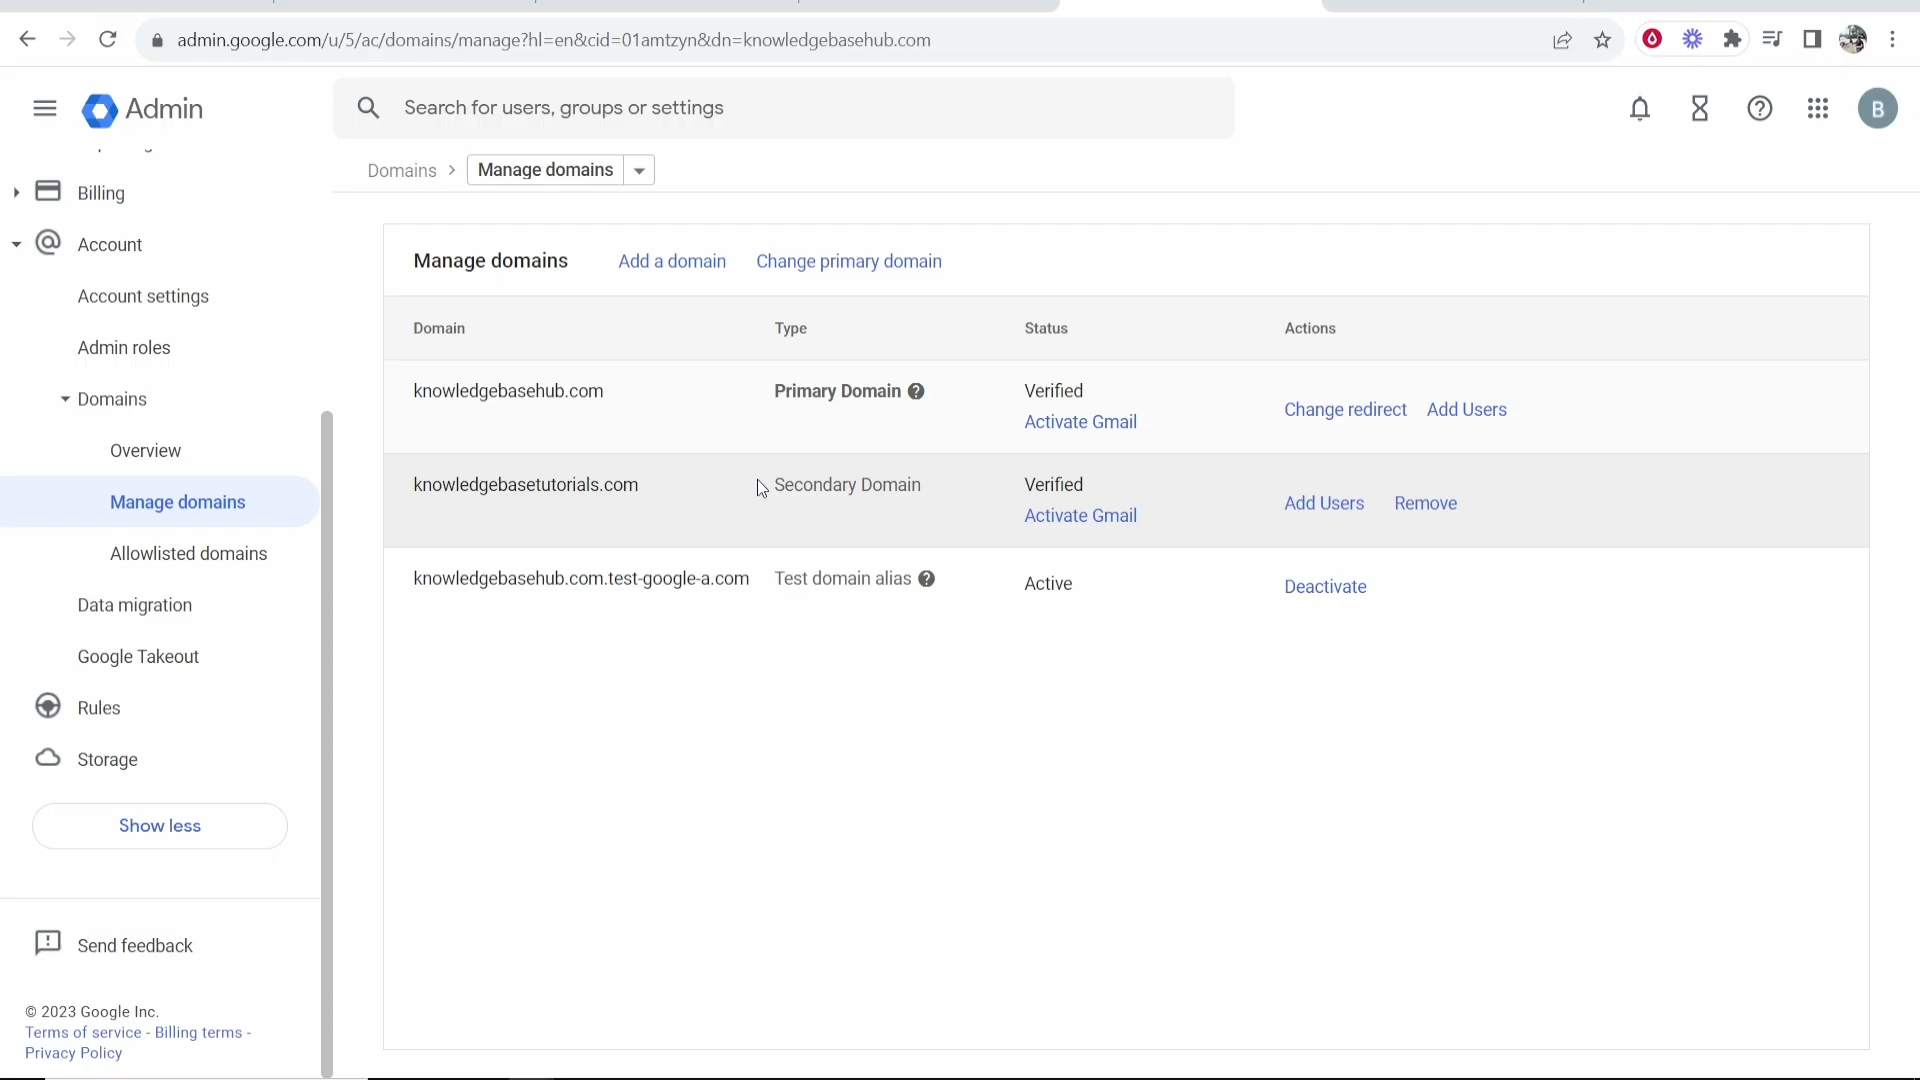 admin.google.com/u/5/ac/domains/manage?hl=en&cid=01amtzyn&dn=knowledgebasehub.com
Admin
Search for users, groups or settings
B
Domains
Manage domains
Billing
Account
Account settings
Admin roles
Domains
Overview
Manage domains
Allowlisted domains
Data migration
Google Takeout
Rules
Storage
Show less
Send feedback
© 2023 Google Inc.
Terms of service - Billing terms -
Privacy Policy
Manage domains Add a domain Change primary domain
Domain Type Status Actions
knowledgebasehub.com Primary Domain Verified
Activate Gmail
Change redirect Add Users
knowledgebasetutorials.com Secondary Domain Verified
Activate Gmail
Add Users Remove
knowledgebasehub.com.test-google-a.com Test domain alias Active Deactivate